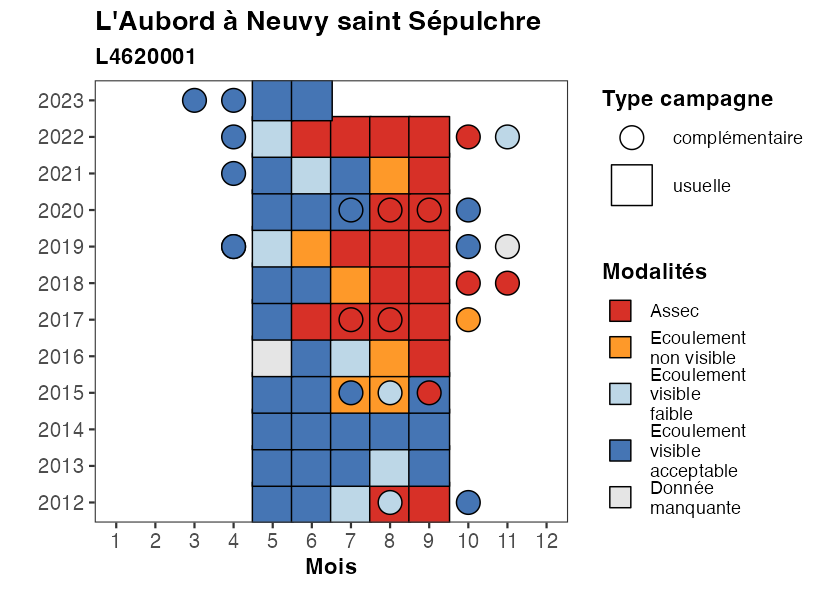 L'Aubord à Neuvy saint Sépulchre
L4620001
2023
2022
2021
2020
2019
2018
2017
2016
2015
2014
2013
2012
1 2 3 4 5 6 7 8 9 10 11 12
Mois
Type campagne
complémentaire
usuelle
Modalités
Assec
Ecoulement
non visible
Ecoulement
visible
faible
Ecoulement
visible
acceptable
Donnée
manquante